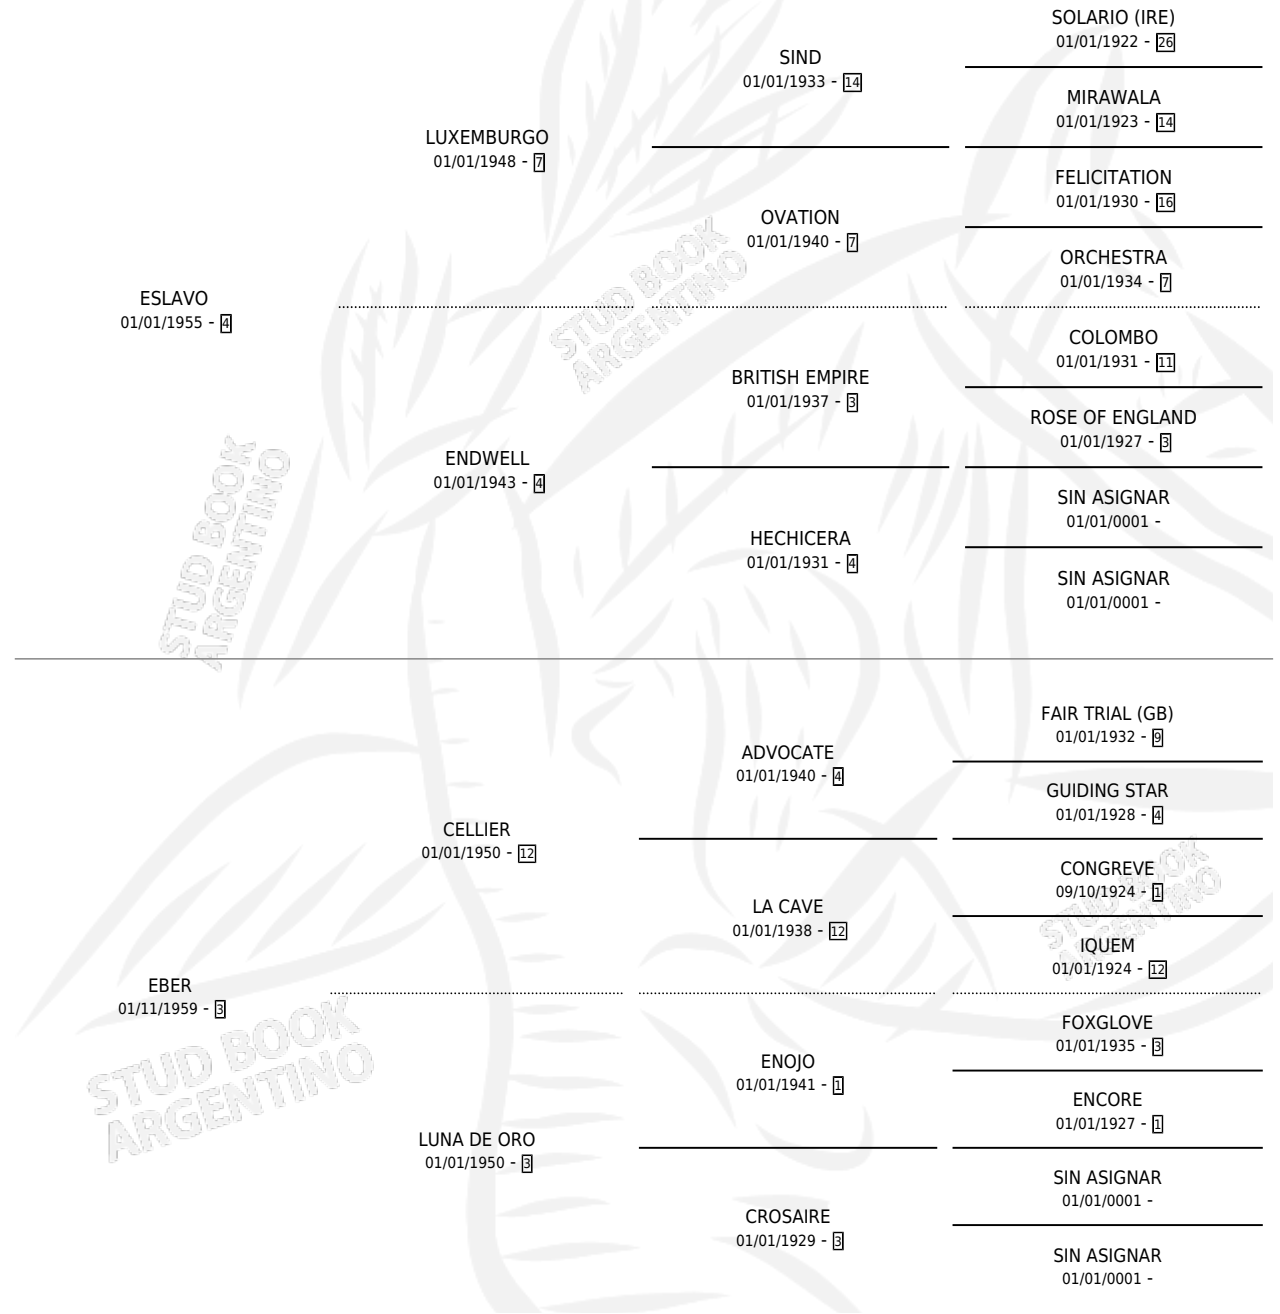 SOLARIO (IRE)
01/01/1922 - 26
SIND
01/01/1933 - 14
MIRAWALA
01/01/1923 - 14
LUXEMBURGO
01/01/1948 - 7
FELICITATION
01/01/1930 - 16
OVATION
01/01/1940 - 7
ORCHESTRA
01/01/1934 - 7
ESLAVO
01/01/1955 - 4
COLOMBO
01/01/1931 - 11
BRITISH EMPIRE
01/01/1937 - 3
ROSE OF ENGLAND
01/01/1927 - 3
ENDWELL
01/01/1943 - 4
SIN ASIGNAR
01/01/0001 -
HECHICERA
01/01/1931 - 4
SIN ASIGNAR
01/01/0001 -
STUD BOOK
ARGENTINO
STUD BOOK
ARGENTINO
FAIR TRIAL (GB)
01/01/1932 - 9
ADVOCATE
01/01/1940 - 4
GUIDING STAR
01/01/1928 - 4
CELLIER
01/01/1950 - 12
CONGREVE
09/10/1924 - 1
LA CAVE
01/01/1938 - 12
IQUEM
01/01/1924 - 12
EBER
01/11/1959 - 3
FOXGLOVE
01/01/1935 - 3
ENOJO
01/01/1941 - 1
ENCORE
01/01/1927 - 1
LUNA DE ORO
01/01/1950 - 3
SIN ASIGNAR
01/01/0001 -
CROSAIRE
01/01/1929 - 3
SIN ASIGNAR
01/01/0001 -
STUD BOOK
ARGENTINO
STUD BOOK
ARGENTINO